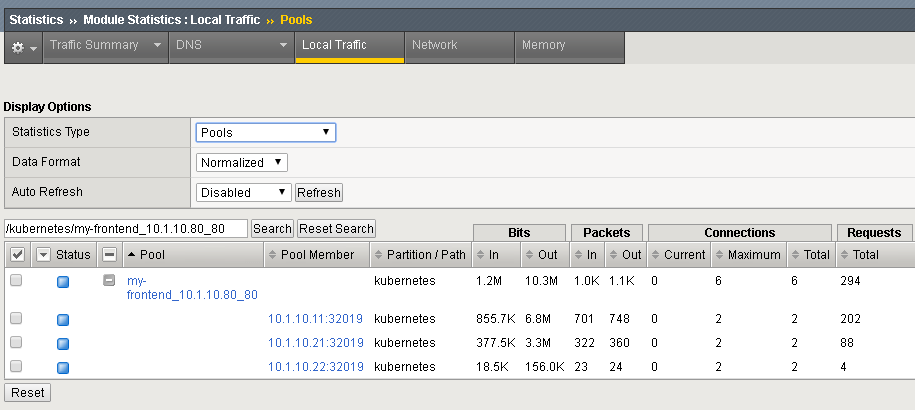 Statistics ›› Module Statistics : Local Traffic ›› Pools
Traffic Summary DNS Local Traffic Network Memory
Display Options
Statistics Type Pools
Data Format Normalized
Auto Refresh Disabled Refresh
/kubernetes/my-frontend_10.1.10.80_80 Search Reset Search Bits Packets Connections Requests
Status Pool Pool Member Partition / Path In Out In Out Current Maximum Total Total
my- kubernetes 1.2M 10.3M 1.0K 1.1K 0 6 6 294
frontend_10.1.10.80_80
10.1.10.11:32019 kubernetes 855.7K 6.8M 701 748 0 2 2 202
10.1.10.21:32019 kubernetes 377.5K 3.3M 322 360 0 2 2 88
10.1.10.22:32019 kubernetes 18.5K 156.0K 23 24 0 2 2 4
Reset